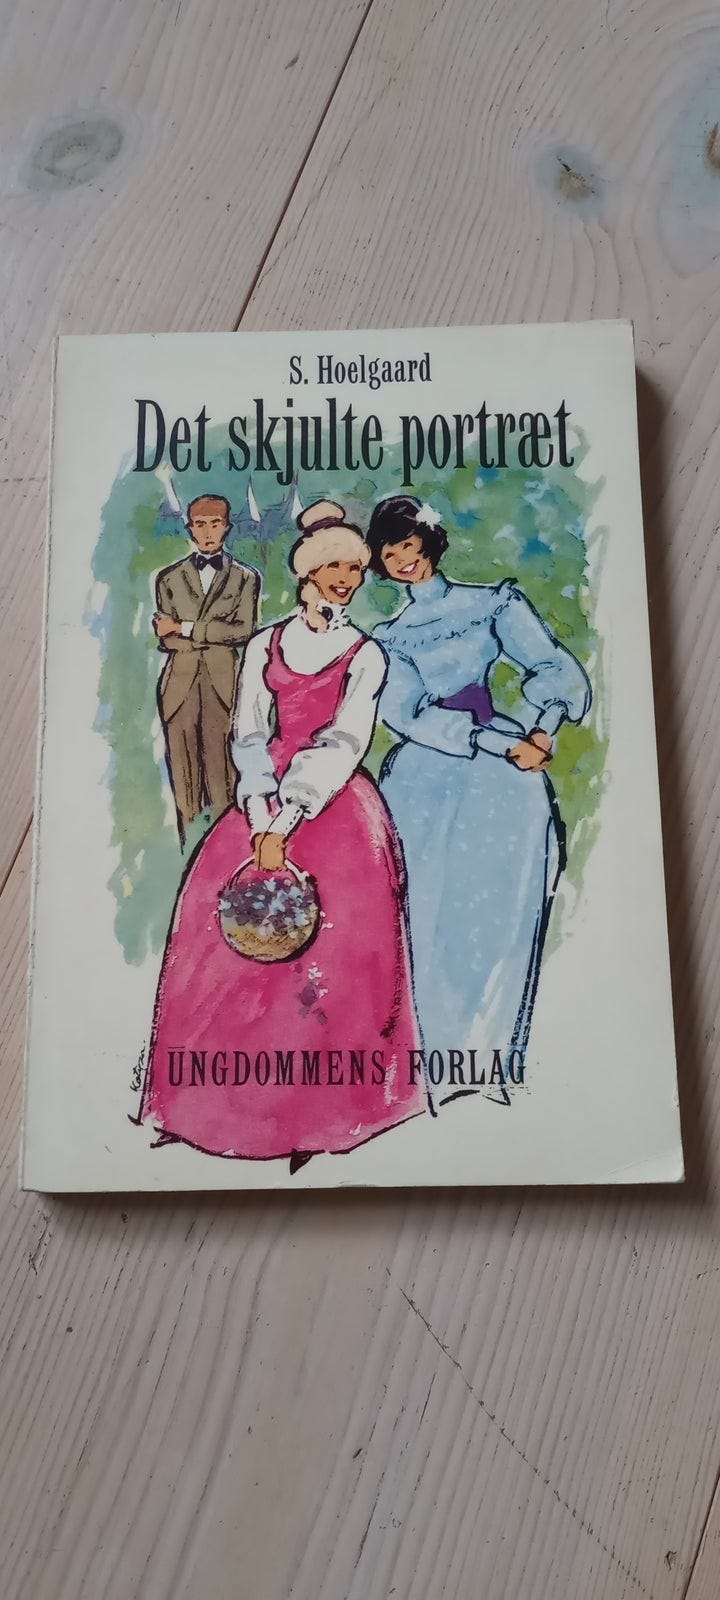 S. Hoelgaard
Det skjulte portræt
UNGDOMMENS FORLAG